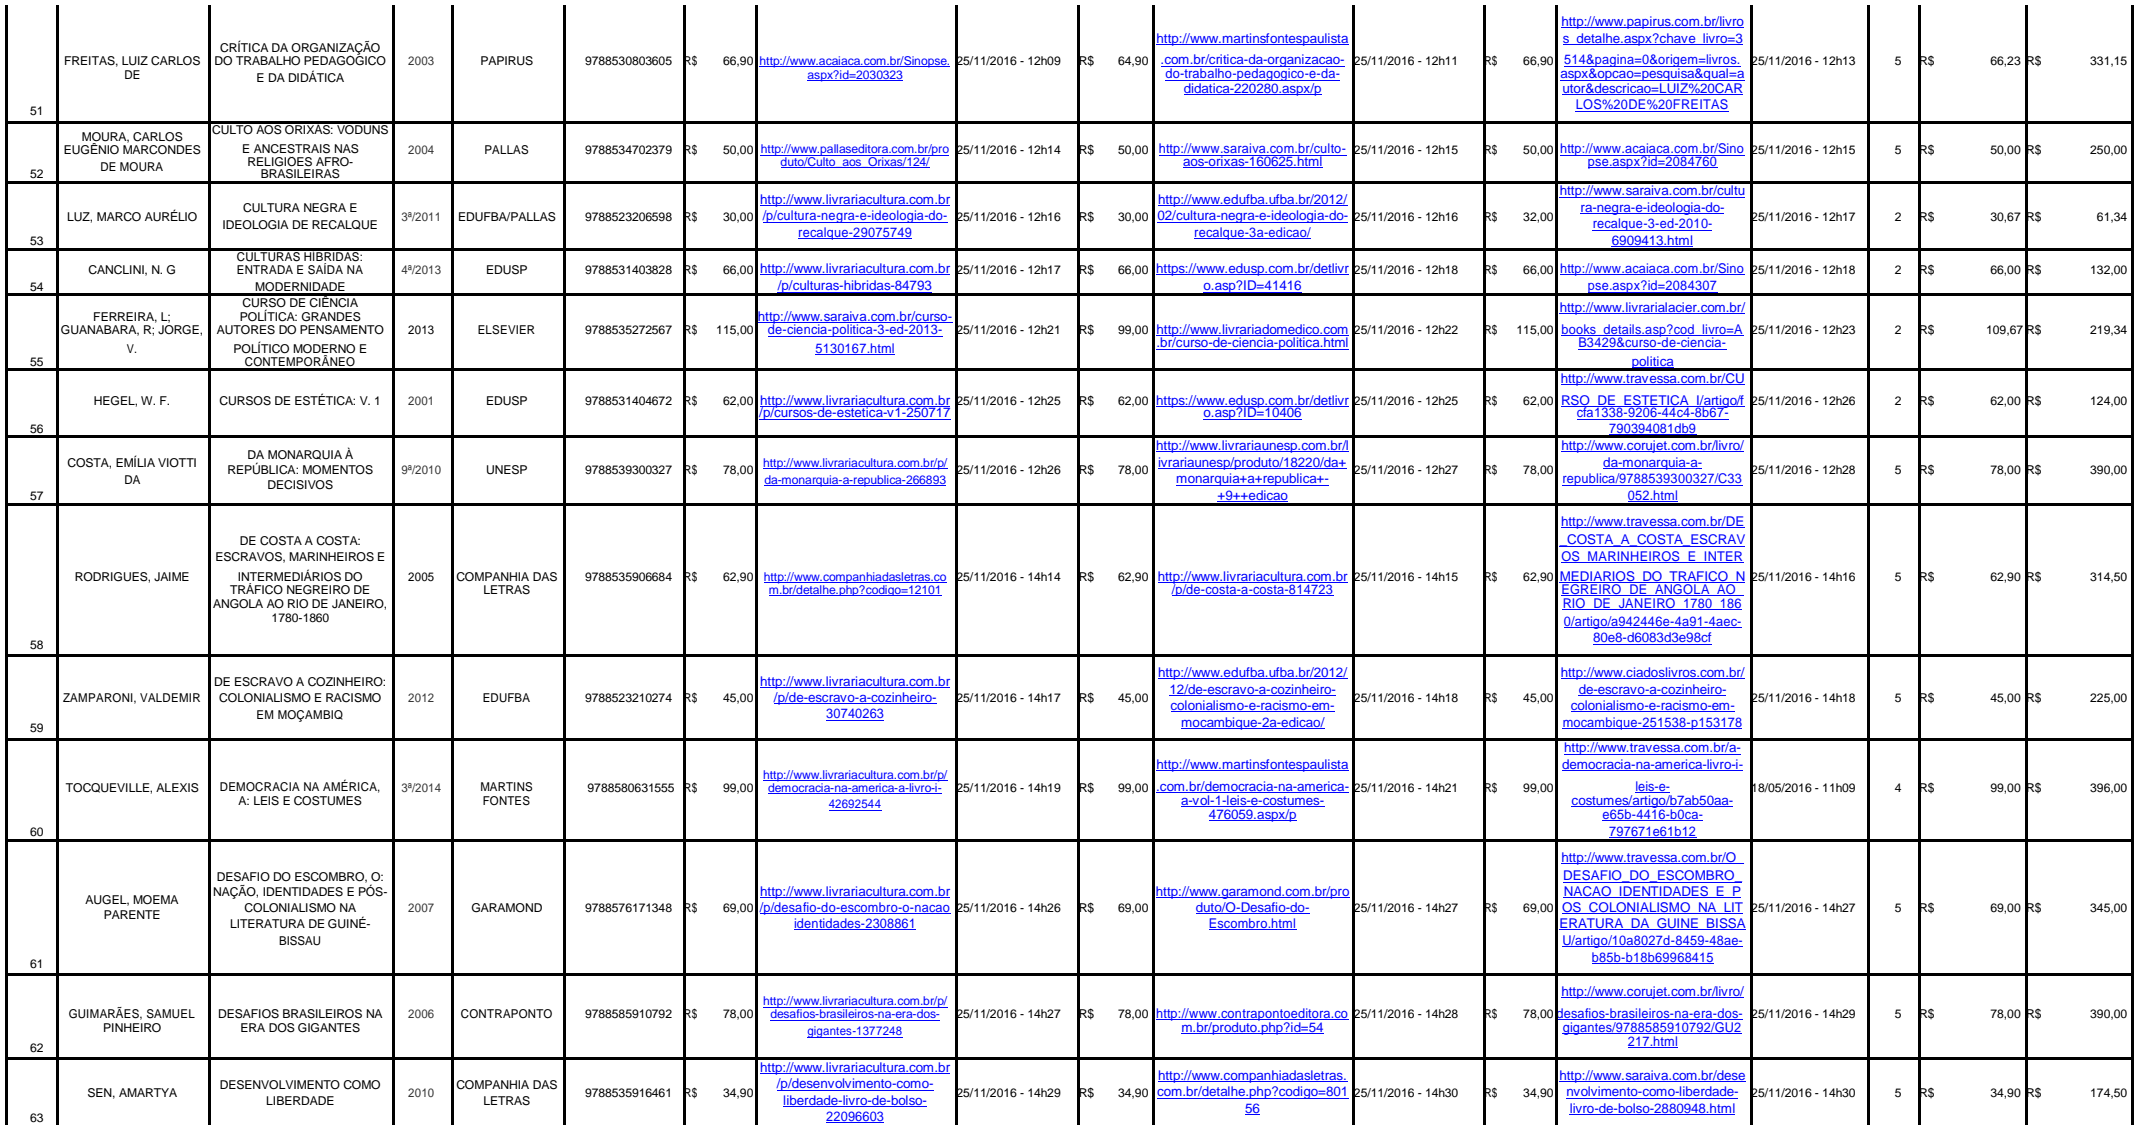 51
FREITAS, LUIZ CARLOS
DE
CRÍTICA DA ORGANIZAÇÃO
DO TRABALHO PEDAGÓGICO
E DA DIDÁTICA
2003
PAPIRUS
9788530803605
R$ 66,90
http://www.acaiaca.com.br/Sinopse.
aspx?id=2030323
25/11/2016 - 12h09
R$ 64,90
http://www.martinsfontespaulista
.com.br/critica-da-organizacao-
do-trabalho-pedagogico-e-da-
didatica-220280.aspx/p
25/11/2016 - 12h11
R$ 66,90
http://www.papirus.com.br/livro
s_detalhe.aspx?chave_livro=3
514&pagina=0&origem=livros.
aspx&opcao=pesquisa&qual=a
utor&descricao=LUIZ%20CAR
LOS%20DE%20FREITAS
25/11/2016 - 12h13
5
R$ 66,23
R$ 331,15
52
MOURA, CARLOS
EUGÊNIO MARCONDES
DE MOURA
CULTO AOS ORIXÁS: VODUNS
E ANCESTRAIS NAS
RELIGIOES AFRO-
BRASILEIRAS
2004
PALLAS
9788534702379
R$ 50,00
http://www.pallaseditora.com.br/pro
duto/Culto_aos_Orixas/124/
25/11/2016 - 12h14
R$ 50,00
http://www.saraiva.com.br/culto-
aos-orixas-160625.html
25/11/2016 - 12h15
R$ 50,00
http://www.acaiaca.com.br/Sino
pse.aspx?id=2084760
25/11/2016 - 12h15
5
R$ 50,00
R$ 250,00
53
LUZ, MARCO AURÉLIO
CULTURA NEGRA E
IDEOLOGIA DE RECALQUE
3ª/2011
EDUFBA/PALLAS
9788523206598
R$ 30,00
http://www.livrariacultura.com.br
/p/cultura-negra-e-ideologia-do-
recalque-29075749
25/11/2016 - 12h16
R$ 30,00
http://www.edufba.ufba.br/2012/
02/cultura-negra-e-ideologia-do-
recalque-3a-edicao/
25/11/2016 - 12h16
R$ 32,00
http://www.saraiva.com.br/cultu
ra-negra-e-ideologia-do-
recalque-3-ed-2010-
6909413.html
25/11/2016 - 12h17
2
R$ 30,67
R$ 61,34
54
CANCLINI, N. G
CULTURAS HIBRIDAS:
ENTRADA E SAÍDA NA
MODERNIDADE
4ª/2013
EDUSP
9788531403828
R$ 66,00
http://www.livrariacultura.com.br
/p/culturas-hibridas-84793
25/11/2016 - 12h17
R$ 66,00
https://www.edusp.com.br/detlivr
o.asp?ID=41416
25/11/2016 - 12h18
R$ 66,00
http://www.acaiaca.com.br/Sino
pse.aspx?id=2084307
25/11/2016 - 12h18
2
R$ 66,00
R$ 132,00
55
FERREIRA, L;
GUANABARA, R; JORGE,
V.
CURSO DE CIÊNCIA
POLÍTICA: GRANDES
AUTORES DO PENSAMENTO
POLÍTICO MODERNO E
CONTEMPORÂNEO
2013
ELSEVIER
9788535272567
R$ 115,00
http://www.saraiva.com.br/curso-
de-ciencia-politica-3-ed-2013-
5130167.html
25/11/2016 - 12h21
R$ 99,00
http://www.livrariadomedico.com
.br/curso-de-ciencia-politica.html
25/11/2016 - 12h22
R$ 115,00
http://www.livrarialacier.com.br/
books_details.asp?cod_livro=A
B3429&curso-de-ciencia-
politica
25/11/2016 - 12h23
2
R$ 109,67
R$ 219,34
56
HEGEL, W. F.
CURSOS DE ESTÉTICA: V. 1
2001
EDUSP
9788531404672
R$ 62,00
http://www.livrariacultura.com.br
/p/cursos-de-estetica-v1-250717
25/11/2016 - 12h25
R$ 62,00
https://www.edusp.com.br/detlivr
o.asp?ID=10406
25/11/2016 - 12h25
R$ 62,00
http://www.travessa.com.br/CU
RSO_DE_ESTETICA_I/artigo/f
cfa1338-9206-44c4-8b67-
790394081db9
25/11/2016 - 12h26
2
R$ 62,00
R$ 124,00
57
COSTA, EMÍLIA VIOTTI
DA
DA MONARQUIA À
REPÚBLICA: MOMENTOS
DECISIVOS
9ª/2010
UNESP
9788539300327
R$ 78,00
http://www.livrariacultura.com.br/p/
da-monarquia-a-republica-266893
25/11/2016 - 12h26
R$ 78,00
http://www.livrariaunesp.com.br/l
ivrariaunesp/produto/18220/da+
monarquia+a+republica+-
+9++edicao
25/11/2016 - 12h27
R$ 78,00
http://www.corujet.com.br/livro/
da-monarquia-a-
republica/9788539300327/C33
052.html
25/11/2016 - 12h28
5
R$ 78,00
R$ 390,00
58
RODRIGUES, JAIME
DE COSTA A COSTA:
ESCRAVOS, MARINHEIROS E
INTERMEDIÁRIOS DO
TRÁFICO NEGREIRO DE
ANGOLA AO RIO DE JANEIRO,
1780-1860
2005
COMPANHIA DAS
LETRAS
9788535906684
R$ 62,90
http://www.companhiadasletras.co
m.br/detalhe.php?codigo=12101
25/11/2016 - 14h14
R$ 62,90
http://www.livrariacultura.com.br
/p/de-costa-a-costa-814723
25/11/2016 - 14h15
R$ 62,90
http://www.travessa.com.br/DE
_COSTA_A_COSTA_ESCRAV
OS_MARINHEIROS_E_INTER
MEDIARIOS_DO_TRAFICO_N
EGREIRO_DE_ANGOLA_AO_
RIO_DE_JANEIRO_1780_186
0/artigo/a942446e-4a91-4aec-
80e8-d6083d3e98cf
25/11/2016 - 14h16
5
R$ 62,90
R$ 314,50
59
ZAMPARONI, VALDEMIR
DE ESCRAVO A COZINHEIRO:
COLONIALISMO E RACISMO
EM MOÇAMBIQ
2012
EDUFBA
9788523210274
R$ 45,00
http://www.livrariacultura.com.br
/p/de-escravo-a-cozinheiro-
30740263
25/11/2016 - 14h17
R$ 45,00
http://www.edufba.ufba.br/2012/
12/de-escravo-a-cozinheiro-
colonialismo-e-racismo-em-
mocambique-2a-edicao/
25/11/2016 - 14h18
R$ 45,00
http://www.ciadoslivros.com.br/
de-escravo-a-cozinheiro-
colonialismo-e-racismo-em-
mocambique-251538-p153178
25/11/2016 - 14h18
5
R$ 45,00
R$ 225,00
60
TOCQUEVILLE, ALEXIS
DEMOCRACIA NA AMÉRICA,
A: LEIS E COSTUMES
3ª/2014
MARTINS
FONTES
9788580631555
R$ 99,00
http://www.livrariacultura.com.br/p/
democracia-na-america-a-livro-i-
42692544
25/11/2016 - 14h19
R$ 99,00
http://www.martinsfontespaulista
.com.br/democracia-na-america-
a-vol-1-leis-e-costumes-
476059.aspx/p
25/11/2016 - 14h21
R$ 99,00
http://www.travessa.com.br/a-
democracia-na-america-livro-i-
leis-e-
costumes/artigo/b7ab50aa-
e65b-4416-b0ca-
797671e61b12
18/05/2016 - 11h09
4
R$ 99,00
R$ 396,00
61
AUGEL, MOEMA
PARENTE
DESAFIO DO ESCOMBRO, O:
NAÇÃO, IDENTIDADES E PÓS-
COLONIALISMO NA
LITERATURA DE GUINÉ-
BISSAU
2007
GARAMOND
9788576171348
R$ 69,00
http://www.livrariacultura.com.br
/p/desafio-do-escombro-o-nacao
identidades-2308861
25/11/2016 - 14h26
R$ 69,00
http://www.garamond.com.br/pro
duto/O-Desafio-do-
Escombro.html
25/11/2016 - 14h27
R$ 69,00
http://www.travessa.com.br/O_
DESAFIO_DO_ESCOMBRO_
NACAO_IDENTIDADES_E_P
OS_COLONIALISMO_NA_LIT
ERATURA_DA_GUINE_BISSA
U/artigo/10a8027d-8459-48ae-
b85b-b18b69968415
25/11/2016 - 14h27
5
R$ 69,00
R$ 345,00
62
GUIMARÃES, SAMUEL
PINHEIRO
DESAFIOS BRASILEIROS NA
ERA DOS GIGANTES
2006
CONTRAPONTO
9788585910792
R$ 78,00
http://www.livrariacultura.com.br/p/
desafios-brasileiros-na-era-dos-
gigantes-1377248
25/11/2016 - 14h27
R$ 78,00
http://www.contrapontoeditora.co
m.br/produto.php?id=54
25/11/2016 - 14h28
R$ 78,00
http://www.corujet.com.br/livro/
desafios-brasileiros-na-era-dos-
gigantes/9788585910792/GU2
217.html
25/11/2016 - 14h29
5
R$ 78,00
R$ 390,00
63
SEN, AMARTYA
DESENVOLVIMENTO COMO
LIBERDADE
2010
COMPANHIA DAS
LETRAS
9788535916461
R$ 34,90
http://www.livrariacultura.com.br
/p/desenvolvimento-como-
liberdade-livro-de-bolso-
22096603
25/11/2016 - 14h29
R$ 34,90
http://www.companhiadasletras.
com.br/detalhe.php?codigo=801
56
25/11/2016 - 14h30
R$ 34,90
http://www.saraiva.com.br/dese
nvolvimento-como-liberdade-
livro-de-bolso-2880948.html
25/11/2016 - 14h30
5
R$ 34,90
R$ 174,50